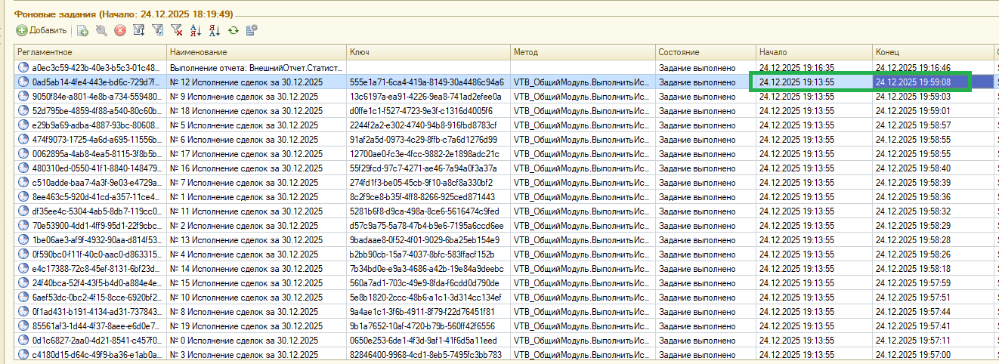 Фоновые задания (Начало: 24.12.2025 18:19:49)
Добавить
Регламентное Наименование Ключ Метод Состояние Начало Конец
a0ec3c59-423b-40e3-b5c3-01c48... Выполнение отчета: ВнешнийОтчет.Статист... Задание выполнено 24.12.2025 19:16:35 24.12.2025 19:16:46
0ad5ab14-4fe4-443e-bd6c-729d7f... № 12 Исполнение сделок за 30.12.2025 555e1a71-6ca4-419a-8149-30a4486c94a6 VTB_ОбщийМодуль.ВыполнитьИс... Задание выполнено 24.12.2025 19:13:55 24.12.2025 19:59:08
9050f84e-a801-4e8b-a734-559480... № 9 Исполнение сделок за 30.12.2025 13c6197a-ea91-4226-9ea8-741ad2efee0a VTB_ОбщийМодуль.ВыполнитьИс... Задание выполнено 24.12.2025 19:13:55 24.12.2025 19:59:03
52d795be-4859-4f88-a540-80c60b... № 18 Исполнение сделок за 30.12.2025 d0ffe1c1-f527-4723-9e3f-c1316d4005f6 VTB_ОбщийМодуль.ВыполнитьИс... Задание выполнено 24.12.2025 19:13:55 24.12.2025 19:59:01
e29b9a69-adba-4887-93bc-80608... № 5 Исполнение сделок за 30.12.2025 2244f2a2-e302-4740-94b8-916fbd8783cf VTB_ОбщийМодуль.ВыполнитьИс... Задание выполнено 24.12.2025 19:13:55 24.12.2025 19:58:57
474f9073-1725-4a6d-a695-11556b... № 6 Исполнение сделок за 30.12.2025 91af2a5d-0973-4c29-8ffb-c7a6d1276d99 VTB_ОбщийМодуль.ВыполнитьИс... Задание выполнено 24.12.2025 19:13:55 24.12.2025 19:58:55
0062895a-4ab8-4ea5-8115-3f8b5b... № 17 Исполнение сделок за 30.12.2025 12700ae0-fc3e-4fcc-9882-2e1898adc21c VTB_ОбщийМодуль.ВыполнитьИс... Задание выполнено 24.12.2025 19:13:55 24.12.2025 19:58:55
480310ed-0550-41f1-8840-148479... № 16 Исполнение сделок за 30.12.2025 55f29fcd-97c7-4271-ae46-7a94a0f3a37a VTB_ОбщийМодуль.ВыполнитьИс... Задание выполнено 24.12.2025 19:13:55 24.12.2025 19:58:40
c510adde-baa7-4a3f-9e03-e4729a... № 7 Исполнение сделок за 30.12.2025 274fd1f3-be05-45cb-9f10-a8cf8a330bf2 VTB_ОбщийМодуль.ВыполнитьИс... Задание выполнено 24.12.2025 19:13:55 24.12.2025 19:58:39
8ee463c5-920d-41cd-a357-11ce4... № 1 Исполнение сделок за 30.12.2025 8c2f9ce8-b35f-4ff8-8266-925ced871443 VTB_ОбщийМодуль.ВыполнитьИс... Задание выполнено 24.12.2025 19:13:55 24.12.2025 19:58:36
df35ee4c-5304-4ab5-8db7-119cc0... № 11 Исполнение сделок за 30.12.2025 5281b6f8-d9ca-498a-8ce6-5616474c9fed VTB_ОбщийМодуль.ВыполнитьИс... Задание выполнено 24.12.2025 19:13:55 24.12.2025 19:58:32
70e53900-4dd1-4ff9-95d1-22f9cbc... № 2 Исполнение сделок за 30.12.2025 d57c9a75-5a78-47b4-b9e6-7195a6ccd6ee VTB_ОбщийМодуль.ВыполнитьИс... Задание выполнено 24.12.2025 19:13:55 24.12.2025 19:58:29
1be06ae3-af9f-4932-90aa-d814f53... № 13 Исполнение сделок за 30.12.2025 9badaae8-0f52-4f01-9029-6ba25eb154e9 VTB_ОбщийМодуль.ВыполнитьИс... Задание выполнено 24.12.2025 19:13:55 24.12.2025 19:58:28
0f590bc0-f11f-40c0-aac0-d863315... № 4 Исполнение сделок за 30.12.2025 b2bb90cb-15a7-4037-8bfc-583ffacf152b VTB_ОбщийМодуль.ВыполнитьИс... Задание выполнено 24.12.2025 19:13:55 24.12.2025 19:58:26
e4c17388-72c8-45ef-8131-6bf23d... № 14 Исполнение сделок за 30.12.2025 7b34bd0e-e9a3-4686-a42b-19e84a9deebc VTB_ОбщийМодуль.ВыполнитьИс... Задание выполнено 24.12.2025 19:13:55 24.12.2025 19:58:18
24f40bca-52f4-43f5-b4d0-a884e4e... № 15 Исполнение сделок за 30.12.2025 560a7ad1-703c-49e9-8fda-f6cdd0d790de VTB_ОбщийМодуль.ВыполнитьИс... Задание выполнено 24.12.2025 19:13:55 24.12.2025 19:57:59
6aef53dc-0bc2-4f15-8cce-6920bf2... № 10 Исполнение сделок за 30.12.2025 5e8b1820-2ccc-48b6-a1c1-3d314cc134ef VTB_ОбщийМодуль.ВыполнитьИс... Задание выполнено 24.12.2025 19:13:55 24.12.2025 19:57:51
0f1ad431-b191-4134-ad31-737843... № 8 Исполнение сделок за 30.12.2025 9a4ae1c1-3f6b-4911-8f79-f22d76451f81 VTB_ОбщийМодуль.ВыполнитьИс... Задание выполнено 24.12.2025 19:13:55 24.12.2025 19:57:44
85561af3-1d44-4f37-8aee-e6d0e7... № 19 Исполнение сделок за 30.12.2025 9b1a7652-10af-4720-b79b-560ff42f6556 VTB_ОбщийМодуль.ВыполнитьИс... Задание выполнено 24.12.2025 19:13:55 24.12.2025 19:57:41
0d1c6827-2aa0-4d21-8541-c457f0... № 0 Исполнение сделок за 30.12.2025 0650e253-6de1-4f3d-9af1-41f6d5a11eed VTB_ОбщийМодуль.ВыполнитьИс... Задание выполнено 24.12.2025 19:13:55 24.12.2025 19:57:11
c4180d15-d64c-49f9-ba36-e1ab0a... № 3 Исполнение сделок за 30.12.2025 82846400-9968-4cd1-8eb5-7495fc3bb783 VTB_ОбщийМодуль.ВыполнитьИс... Задание выполнено 24.12.2025 19:13:55 24.12.2025 19:57:00